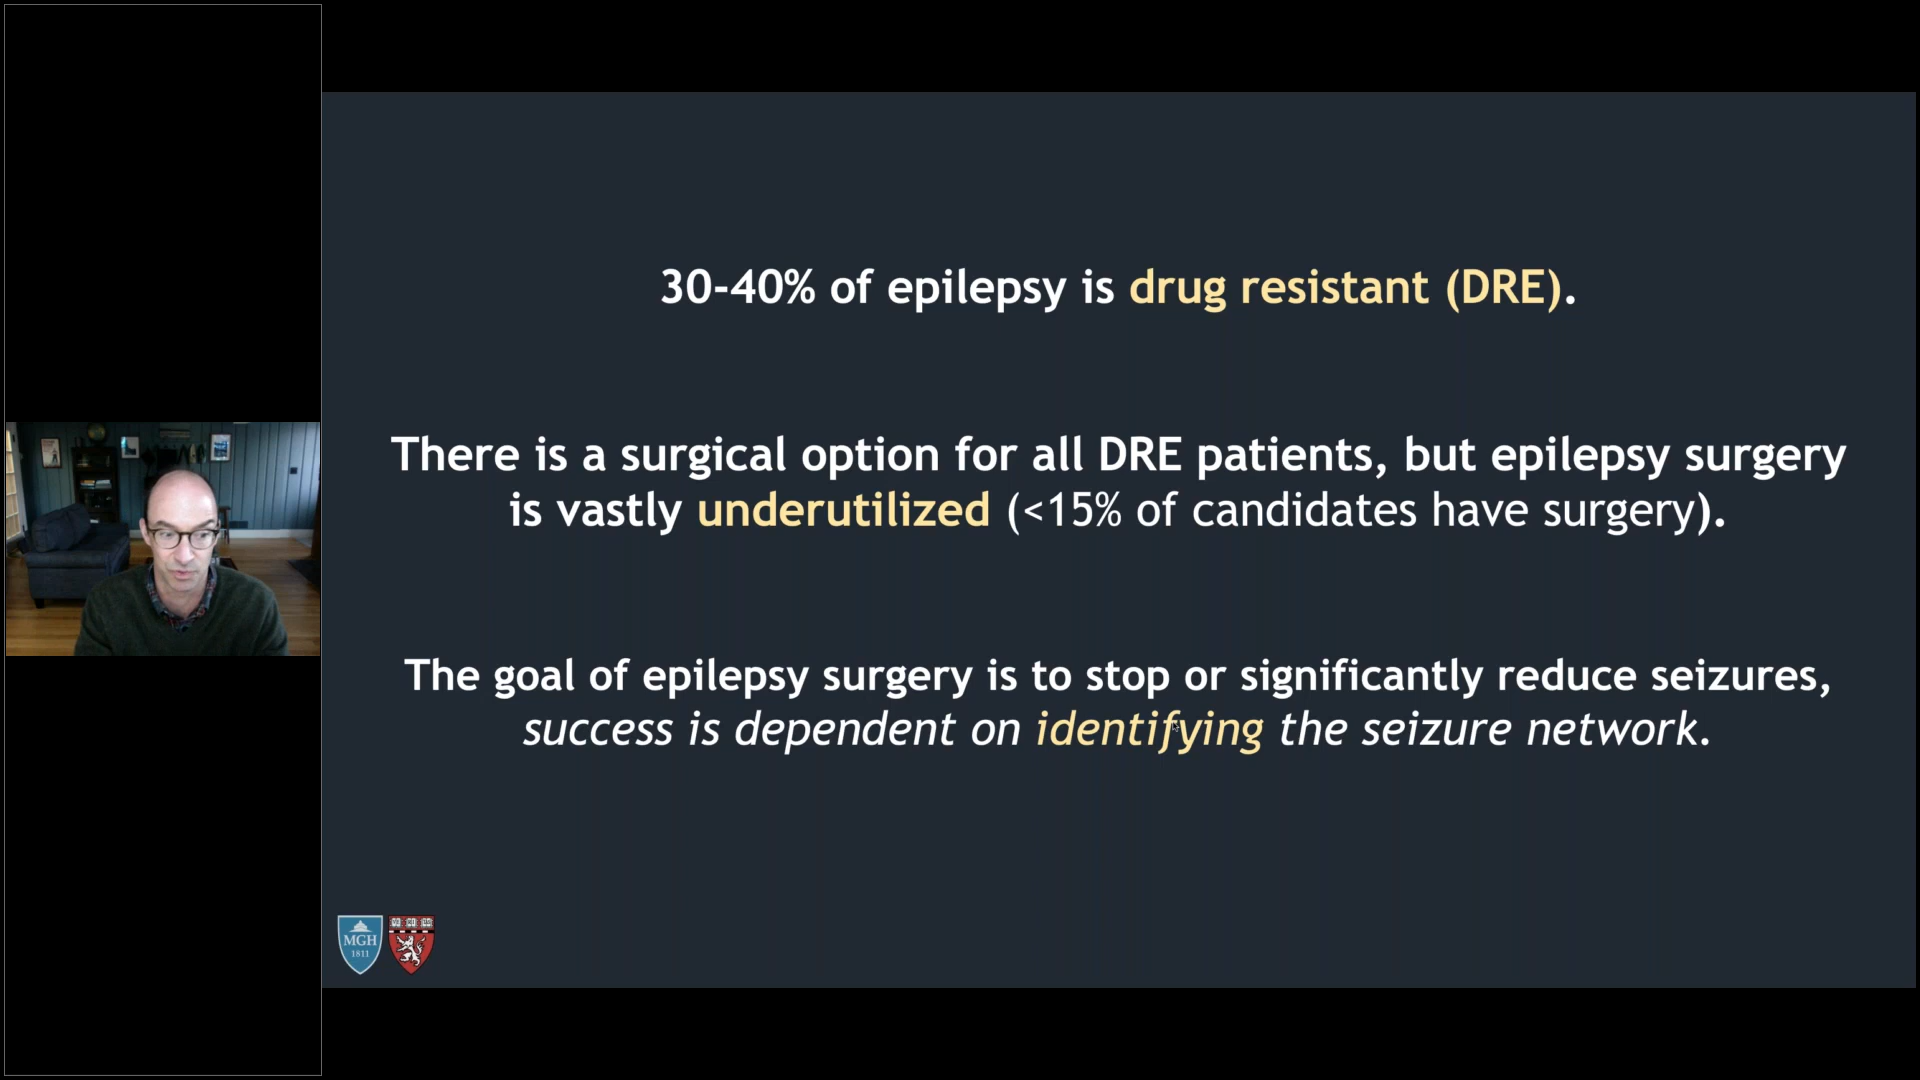 30-40% of epilepsy is drug resistant (DRE).
There is a surgical option for all DRE patients, but epilepsy surgery
is vastly underutilized (<15% of candidates have surgery).
The goal of epilepsy surgery is to stop or significantly reduce seizures,
success is dependent on identifying the seizure network.
MGH
1811